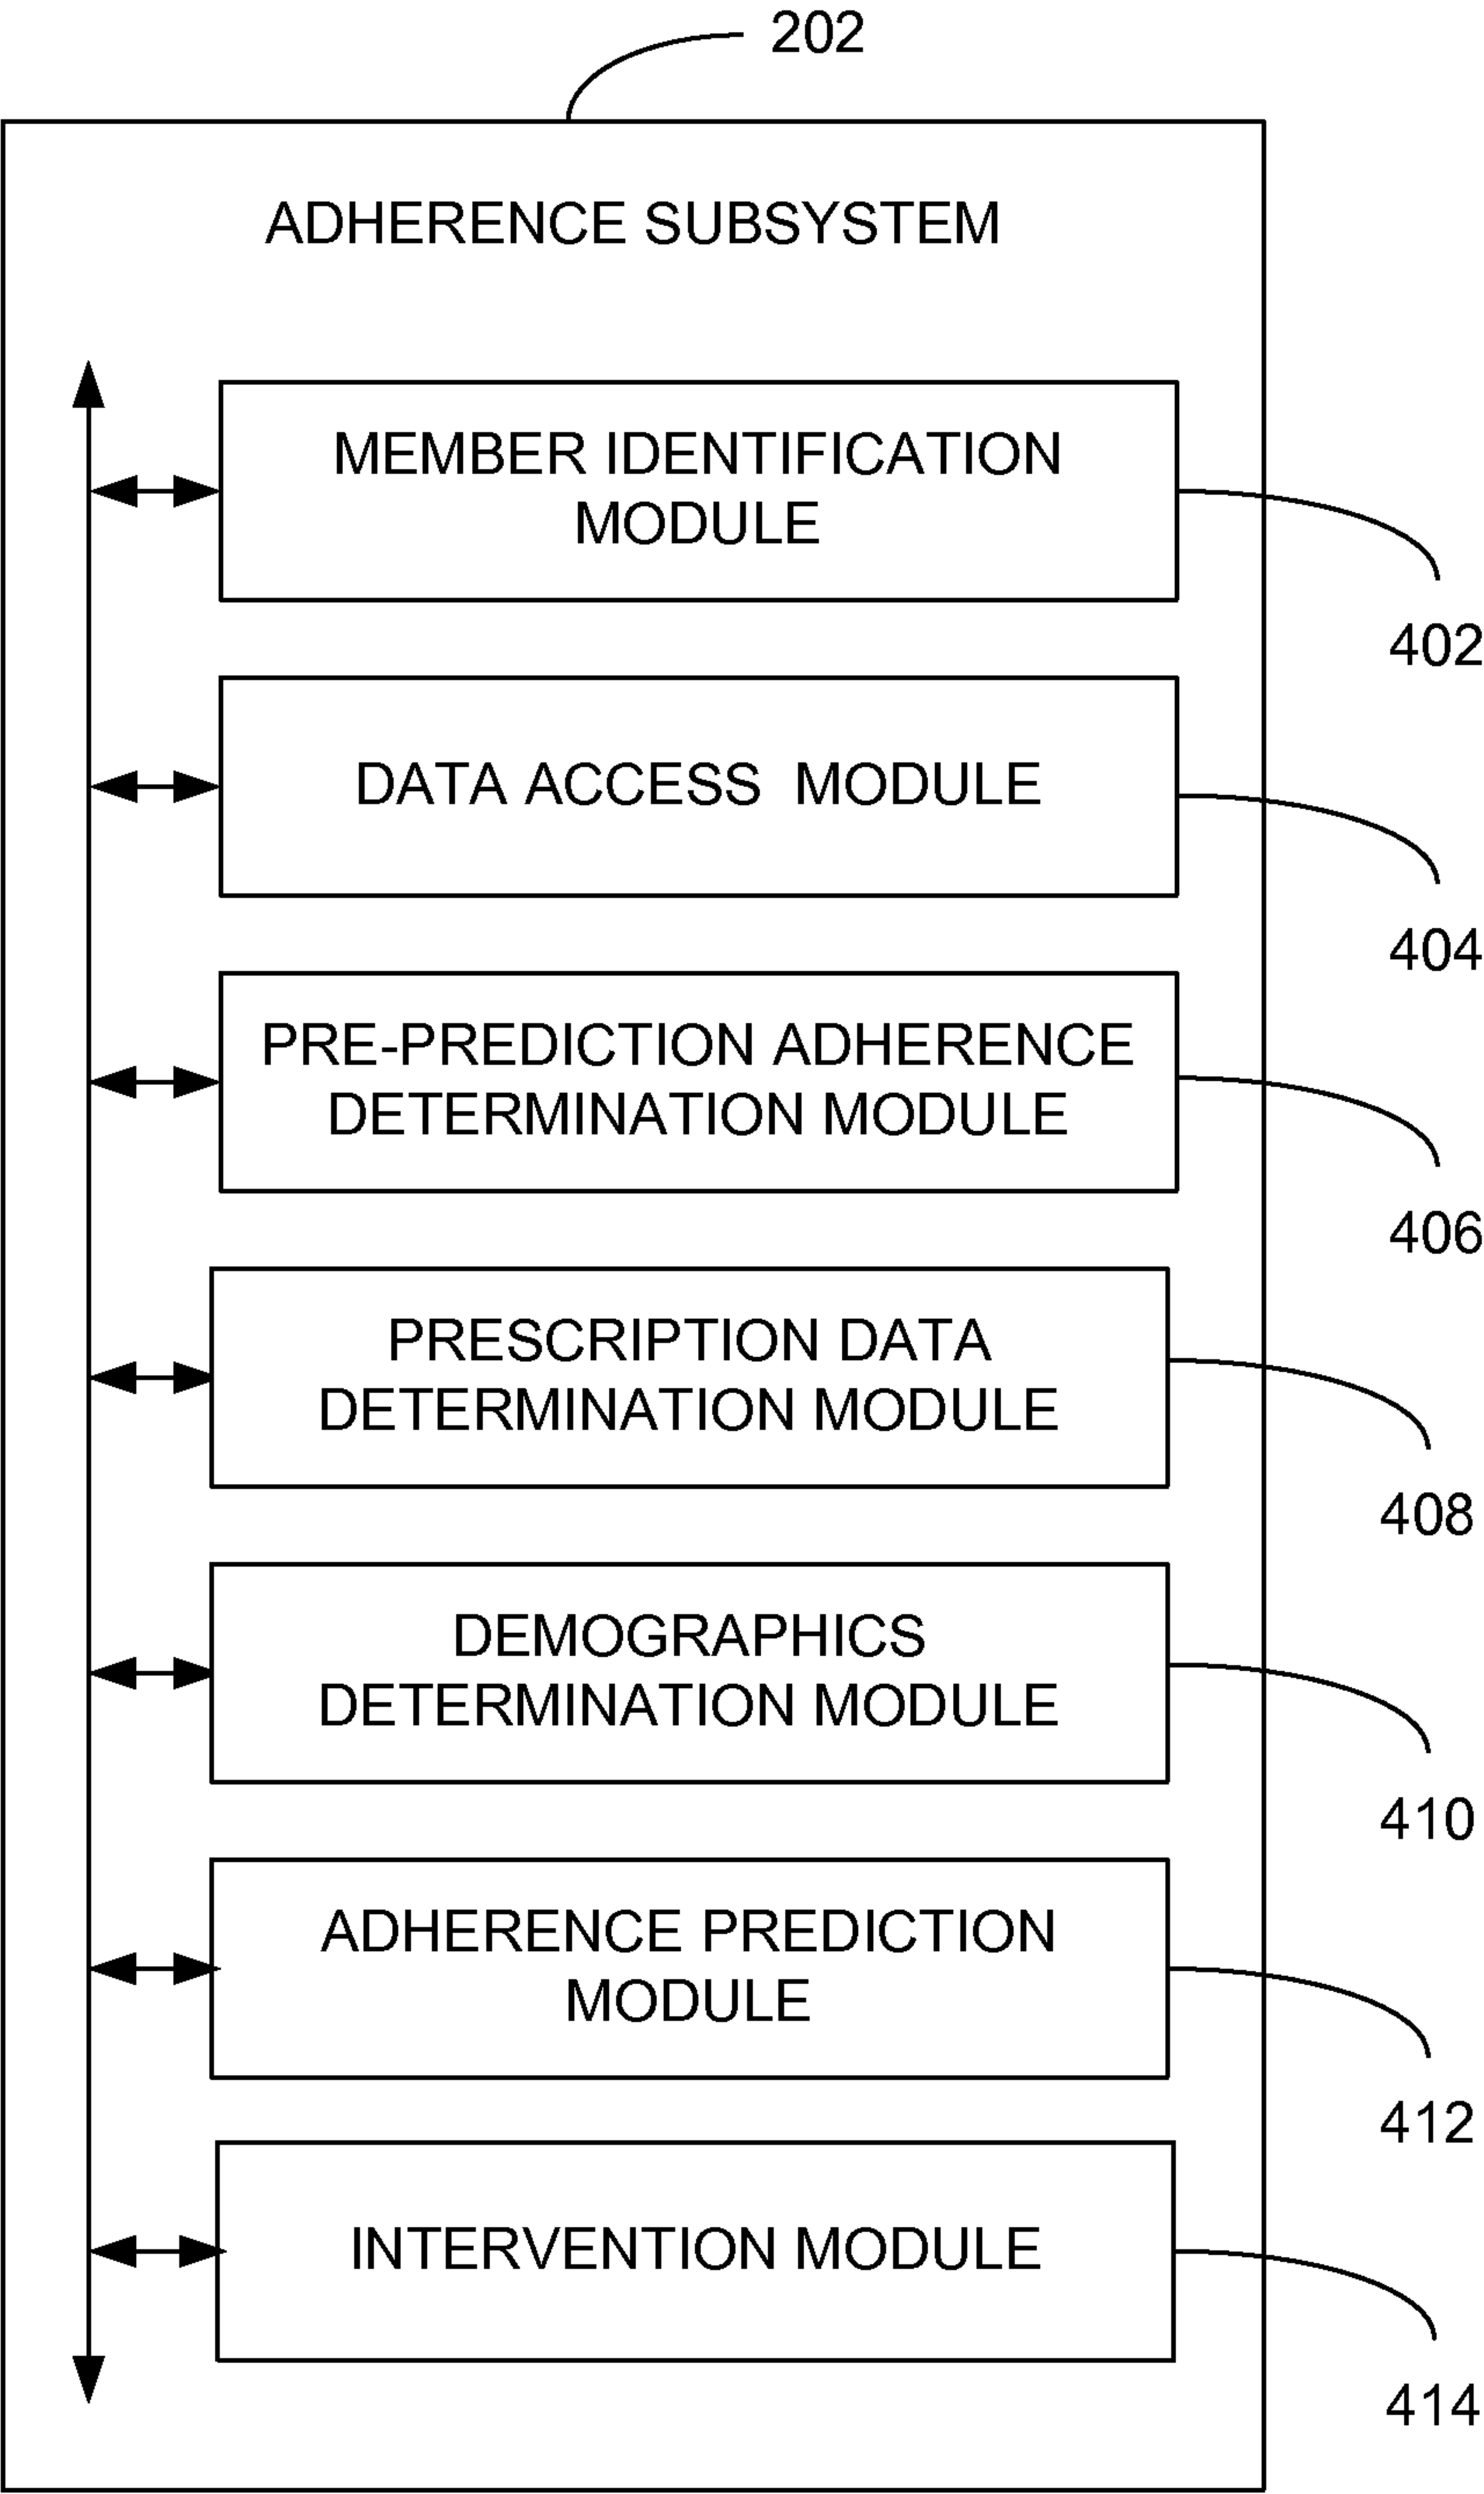 202
ADHERENCE SUBSYSTEM
MEMBER IDENTIFICATION
MODULE
402
DATA ACCESS MODULE
404
PRE-PREDICTION ADHERENCE
DETERMINATION MODULE
406
PRESCRIPTION DATA
DETERMINATION MODULE
408
DEMOGRAPHICS
DETERMINATION MODULE
410
ADHERENCE PREDICTION
MODULE
412
INTERVENTION MODULE
414